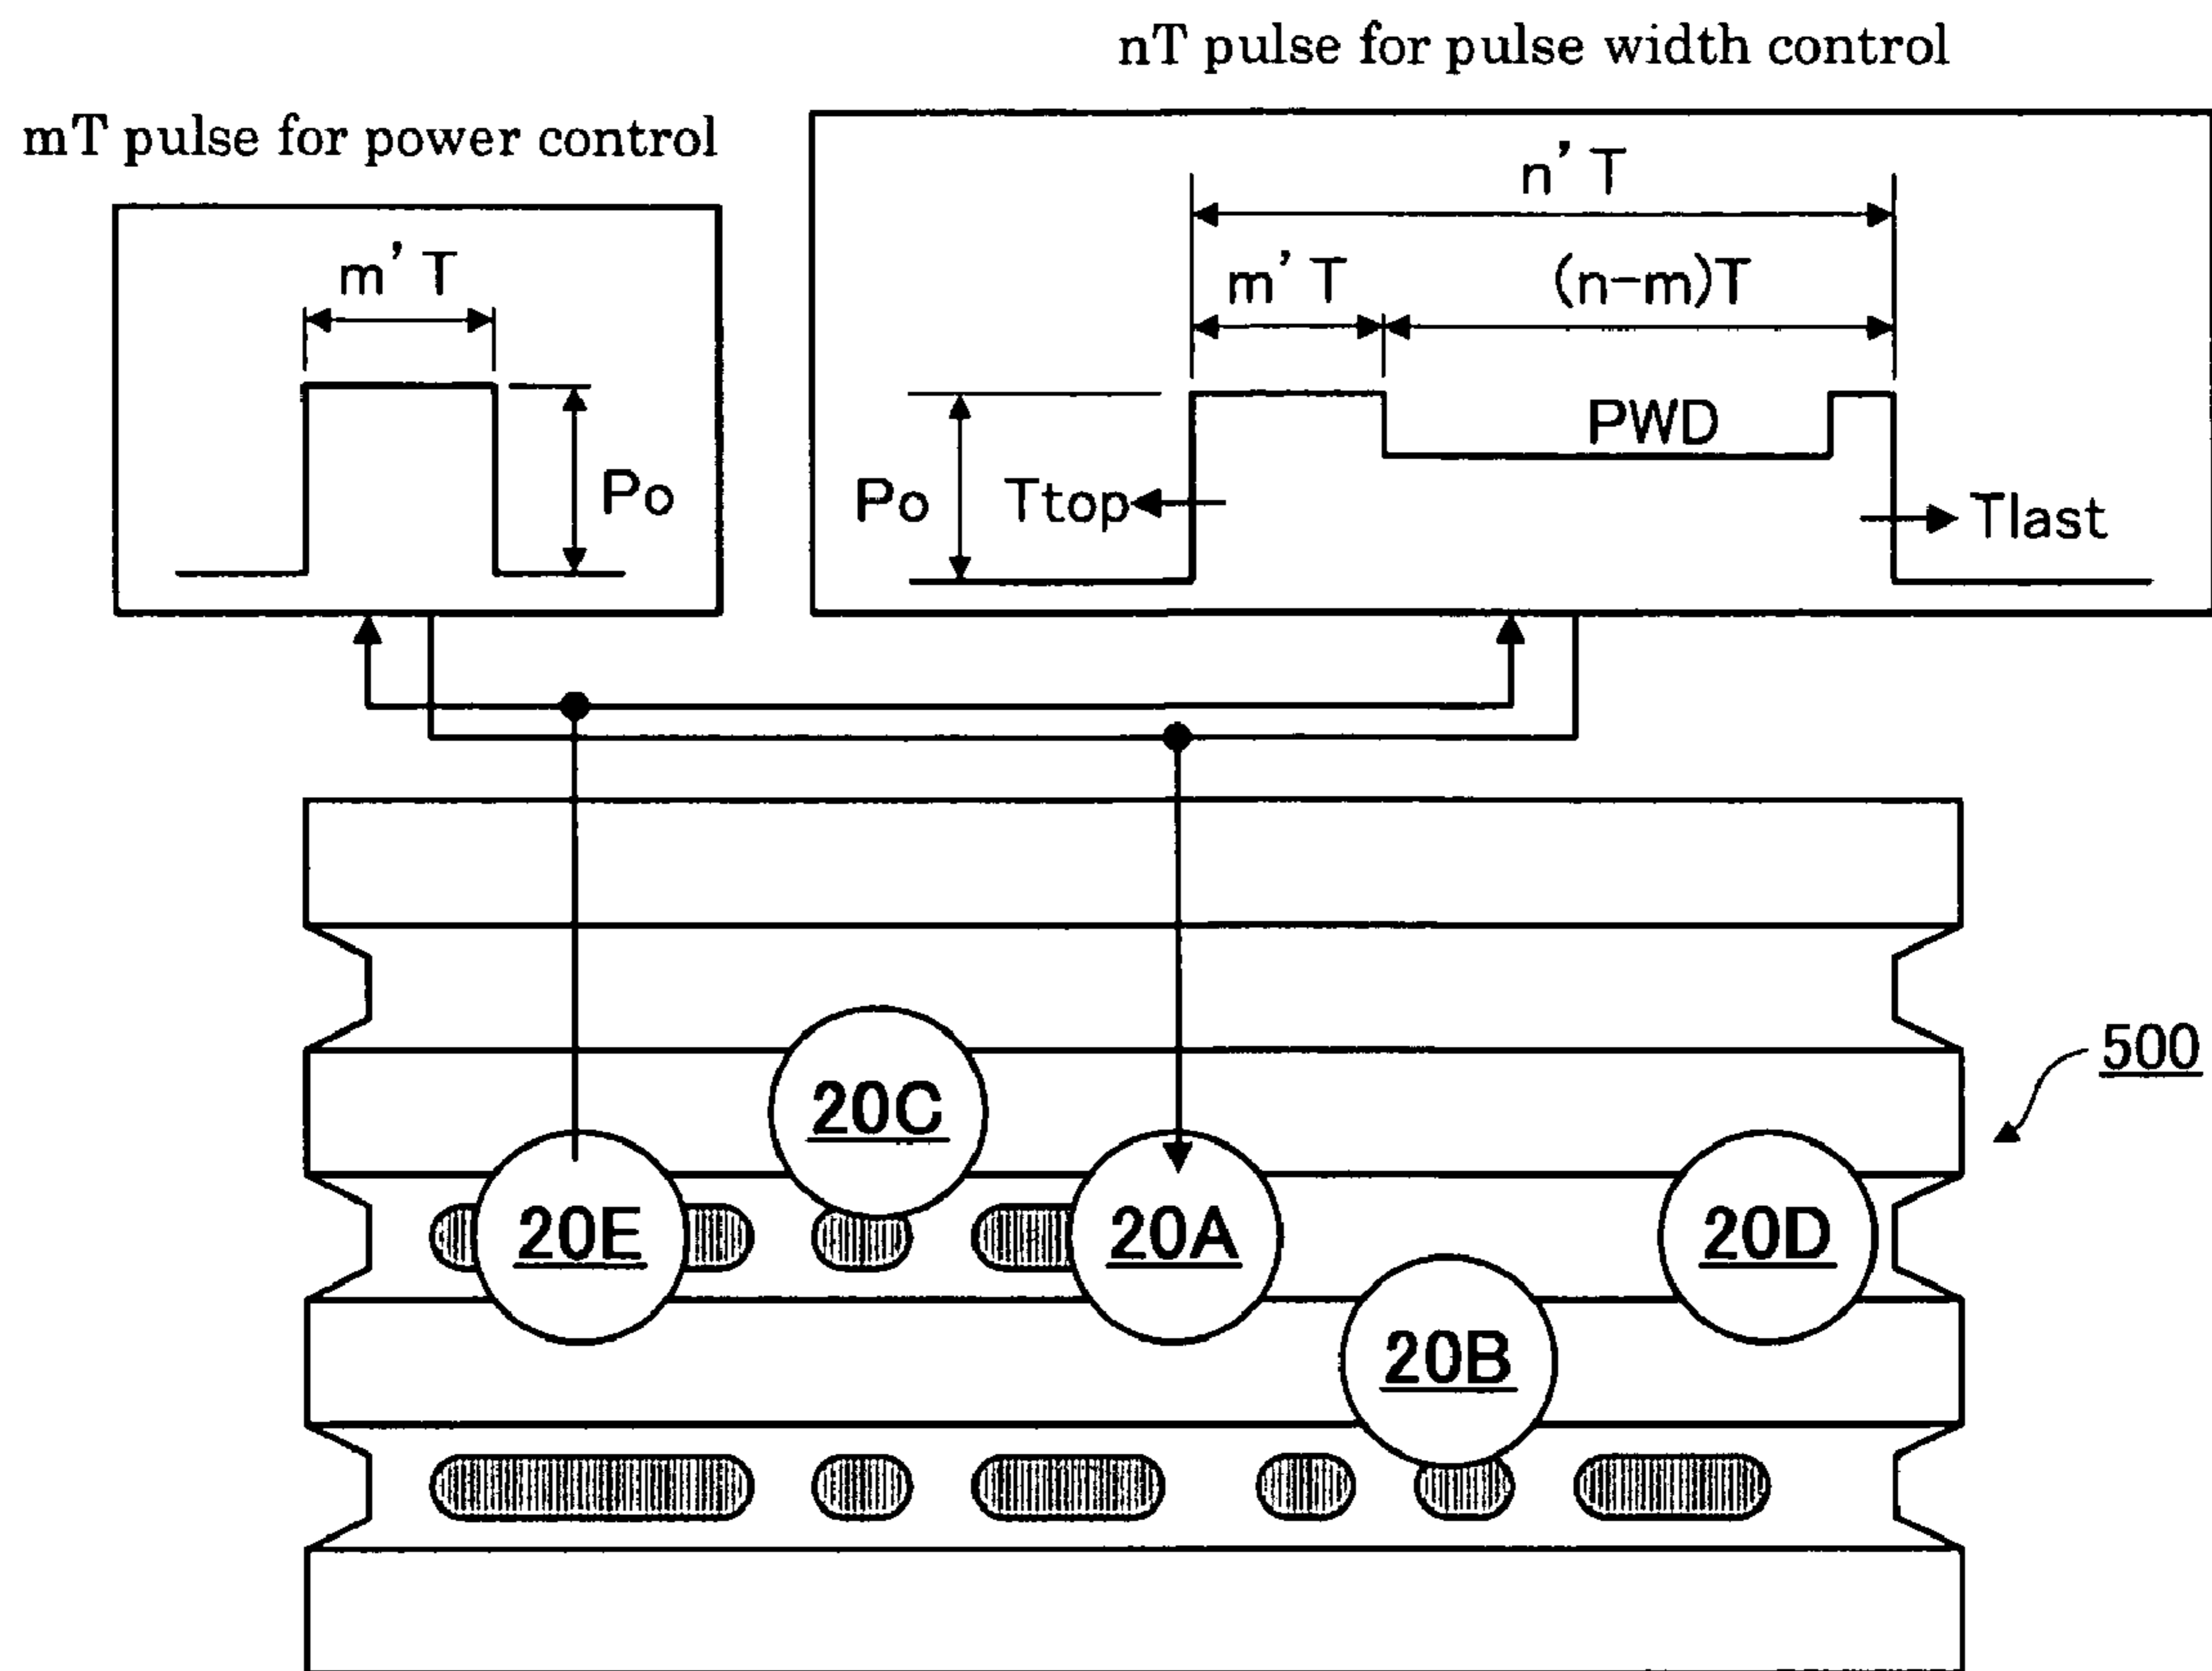 nT pulse for pulse width control
mT pulse for power control
n' T
m' T
m' T
(n-m)T
PWD
Po
Po
Ttop
Tlast
500
20C
20E
20A
20D
20B